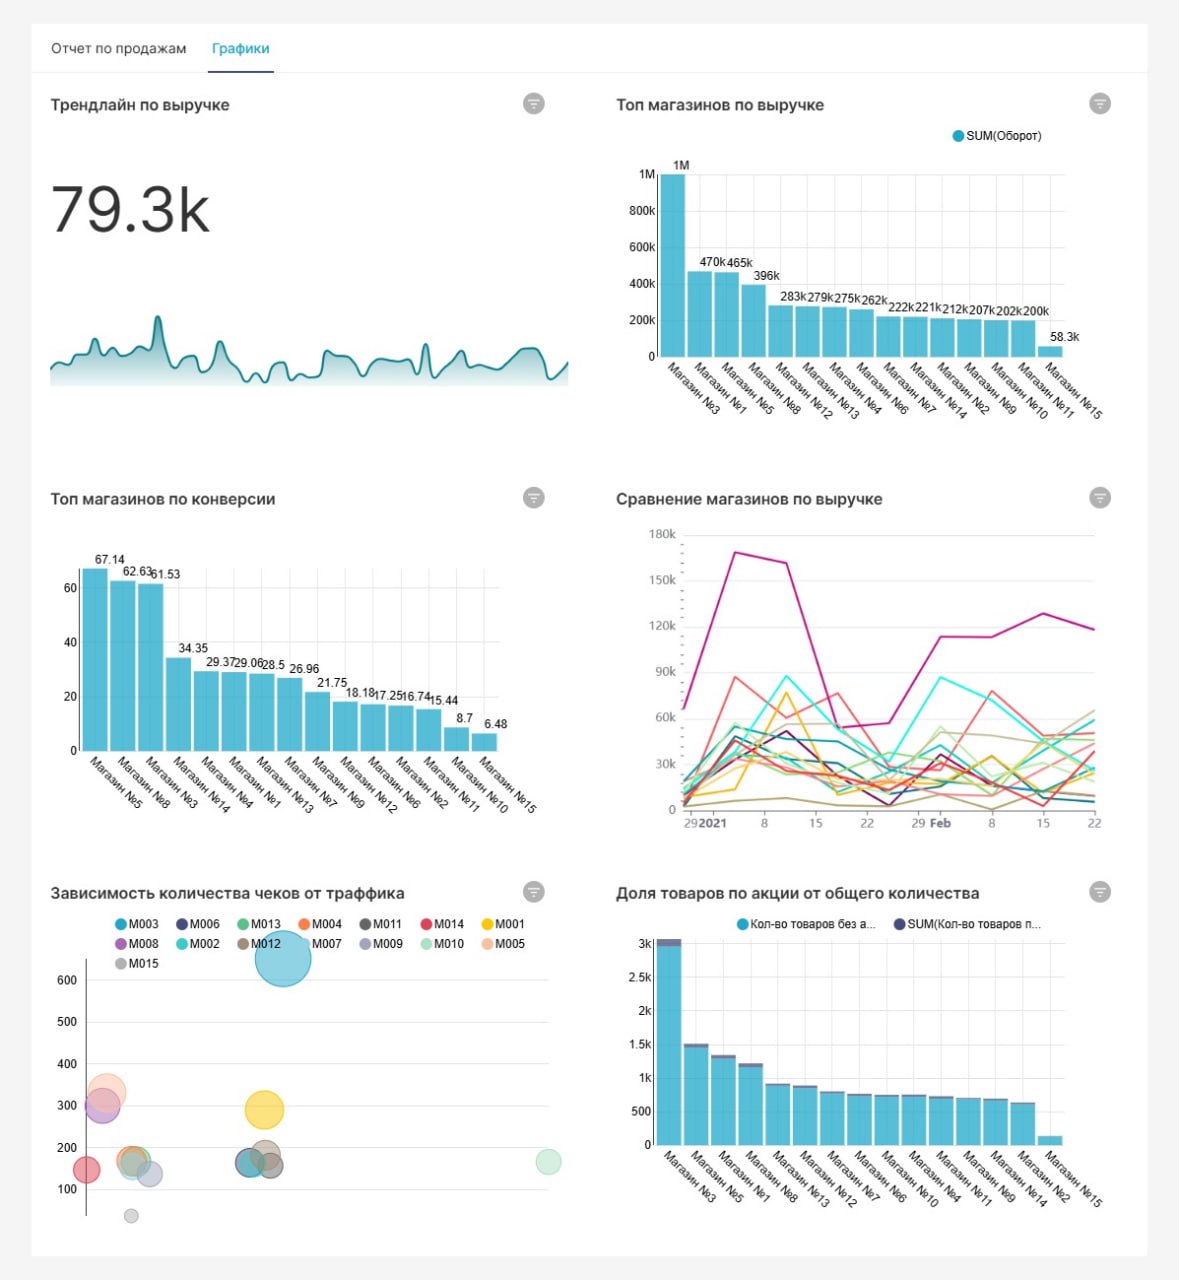 Отчет по продажам Графики
Трендлайн по выручке
79.3k
Топ магазинов по выручке
SUM(Оборот)
1M
800k
600k
400k
200k
0
1M 470k 465k 396k 283k 279k 275k 262k 222k 221k 212k 207k 202k 200k 58.3k
Магазин №3 Магазин №1 Магазин №5 Магазин №8 Магазин №12 Магазин №13 Магазин №4 Магазин №6 Магазин №7 Магазин №14 Магазин №2 Магазин №9 Магазин №10 Магазин №11 Магазин №15
Топ магазинов по конверсии
60
40
20
0
67.14 62.63 61.53 34.35 29.37 29.06 28.5 26.96 21.75 18.18 17.25 16.74 15.44 8.7 6.48
Магазин №5 Магазин №8 Магазин №3 Магазин №14 Магазин №4 Магазин №1 Магазин №13 Магазин №7 Магазин №9 Магазин №12 Магазин №6 Магазин №2 Магазин №11 Магазин №10 Магазин №15
Сравнение магазинов по выручке
180k
150k
120k
90k
60k
30k
0
29 2021 8 15 22 29 Feb 8 15 22
Зависимость количества чеков от траффика
M003 M006 M013 M004 M011 M014 M001
M008 M002 M012 M007 M009 M010 M005
M015
600
500
400
300
200
100
Доля товаров по акции от общего количества
Кол-во товаров без а... SUM(Кол-во товаров п...
3k
2.5k
2k
1.5k
1k
500
0
Магазин №3 Магазин №5 Магазин №1 Магазин №8 Магазин №13 Магазин №12 Магазин №7 Магазин №6 Магазин №10 Магазин №4 Магазин №11 Магазин №9 Магазин №14 Магазин №2 Магазин №15